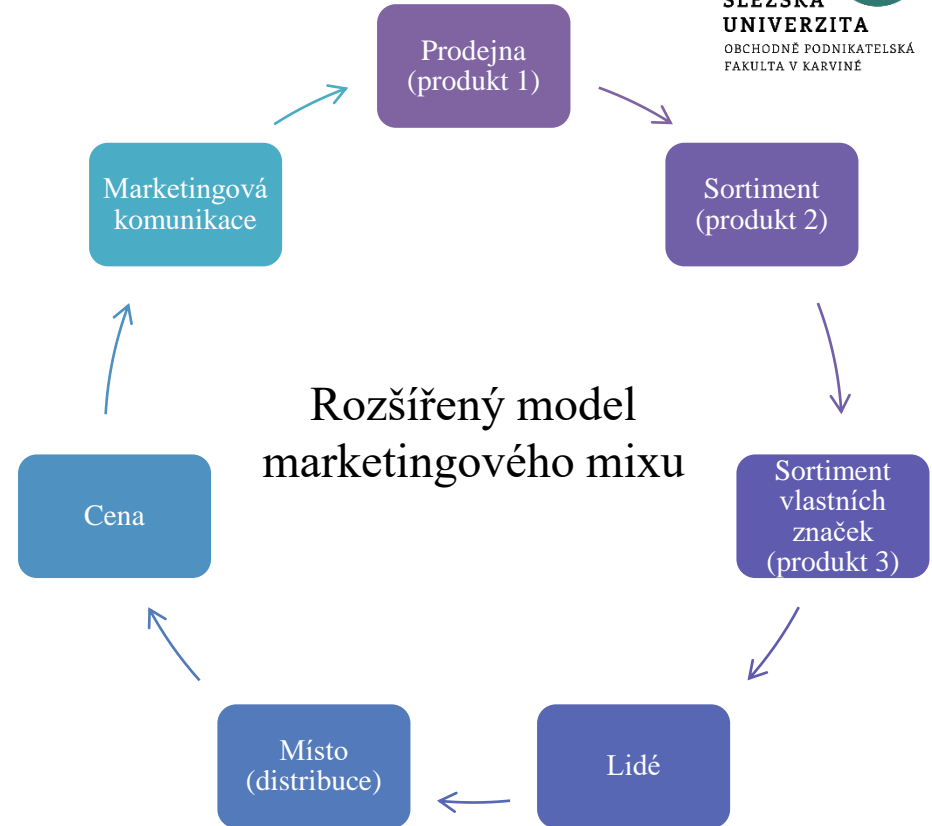 SLEZSKÁ
UNIVERZITA
OBCHODNĚ PODNIKATELSKÁ
FAKULTA V KARVINÉ
Prodejna
(produkt 1)
Sortiment
(produkt 2)
Sortiment
vlastních
značek
(produkt 3)
Lidé
Místo
(distribuce)
Cena
Marketingová
komunikace
Rozšířený model
marketingového mixu